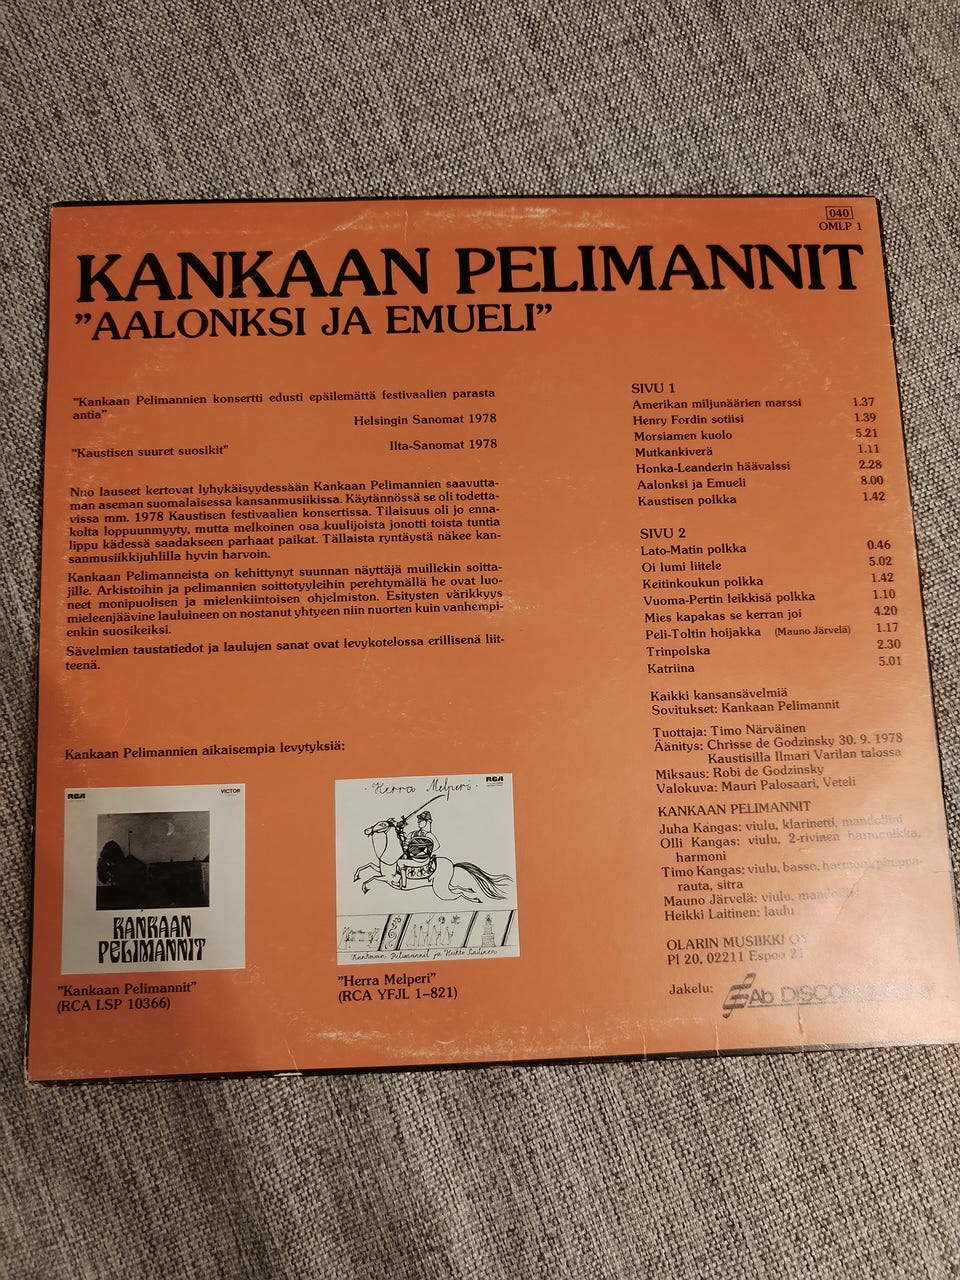 040
OMLP 1
KANKAAN PELIMANNIT
"AALONKSI JA EMUELI"
"Kankaan Pelimannien konsertti edusti epäilemättä festivaalien parasta
antia"
Helsingin Sanomat 1978
"Kaustisen suuret suosikit"
Ilta-Sanomat 1978
Nuo lauseet kertovat lyhykäisyydessään Kankaan Pelimannien saavutta-
man aseman suomalaisessa kansanmusiikissa. Käytännössä se oli todetta-
vissa mm. 1978 Kaustisen festivaalien konsertissa. Tilaisuus oli jo enna-
kolta loppuunmyyty, mutta melkoinen osa kuulijoista jonotti toista tuntia
lippu kädessä saadakseen parhaat paikat. Tällaista ryntäystä näkee kan-
sanmusiikkijuhlilla hyvin harvoin.
Kankaan Pelimanneista on kehittynyt suunnan näyttäjä muillekin soitta-
jille. Arkistoihin ja pelimannien soittotyyleihin perehtymällä he ovat luo-
neet monipuolisen ja mielenkiintoisen ohjelmiston. Esitysten värikkyys
mieleenjäävine lauluineen on nostanut yhtyeen niin nuorten kuin vanhempi-
enkin suosikeiksi.
Sävelmien taustatiedot ja laulujen sanat ovat levykotelossa erillisenä liit-
teenä.
Kankaan Pelimannien aikaisempia levytyksiä:
RCA VICTOR
KANKAAN
PELIMANNIT
"Kankaan Pelimannit"
(RCA LSP 10366)
RCA
· Herra Melperi ·
Kankaan Pelimannit ja Heikki Laitinen
"Herra Melperi"
(RCA YFJL 1-821)
SIVU 1
Amerikan miljunäärien marssi 1.37
Henry Fordin sotiisi 1.39
Morsiamen kuolo 5.21
Mutkankiverä 1.11
Honka-Leanderin häävalssi 2.28
Aalonksi ja Emueli 8.00
Kaustisen polkka 1.42
SIVU 2
Lato-Matin polkka 0.46
Oi lumi liitele 5.02
Keitinkoukun polkka 1.42
Vuoma-Pertin leikkisä polkka 1.10
Mies kapakas se kerran joi 4.20
Peli-Toltin hoijakka (Mauno Järvelä) 1.17
Trinpolska 2.30
Katriina 5.01
Kaikki kansansävelmiä
Sovitukset: Kankaan Pelimannit
Tuottaja: Timo Närväinen
Äänitys: Chrisse de Godzinsky 30. 9. 1978
Kaustisilla Ilmari Varilan talossa
Miksaus: Robi de Godzinsky
Valokuva: Mauri Palosaari, Veteli
KANKAAN PELIMANNIT
Juha Kangas: viulu, klarinetti, mandoliini
Olli Kangas: viulu, 2-rivinen harmonikka,
harmoni
Timo Kangas: viulu, basso, harmoni, pimppa-
rauta, sitra
Mauno Järvelä: viulu, mandoliini
Heikki Laitinen: laulu
OLARIN MUSIIKKI OY
Pl 20, 02211 Espoo 21
Jakelu: Ab